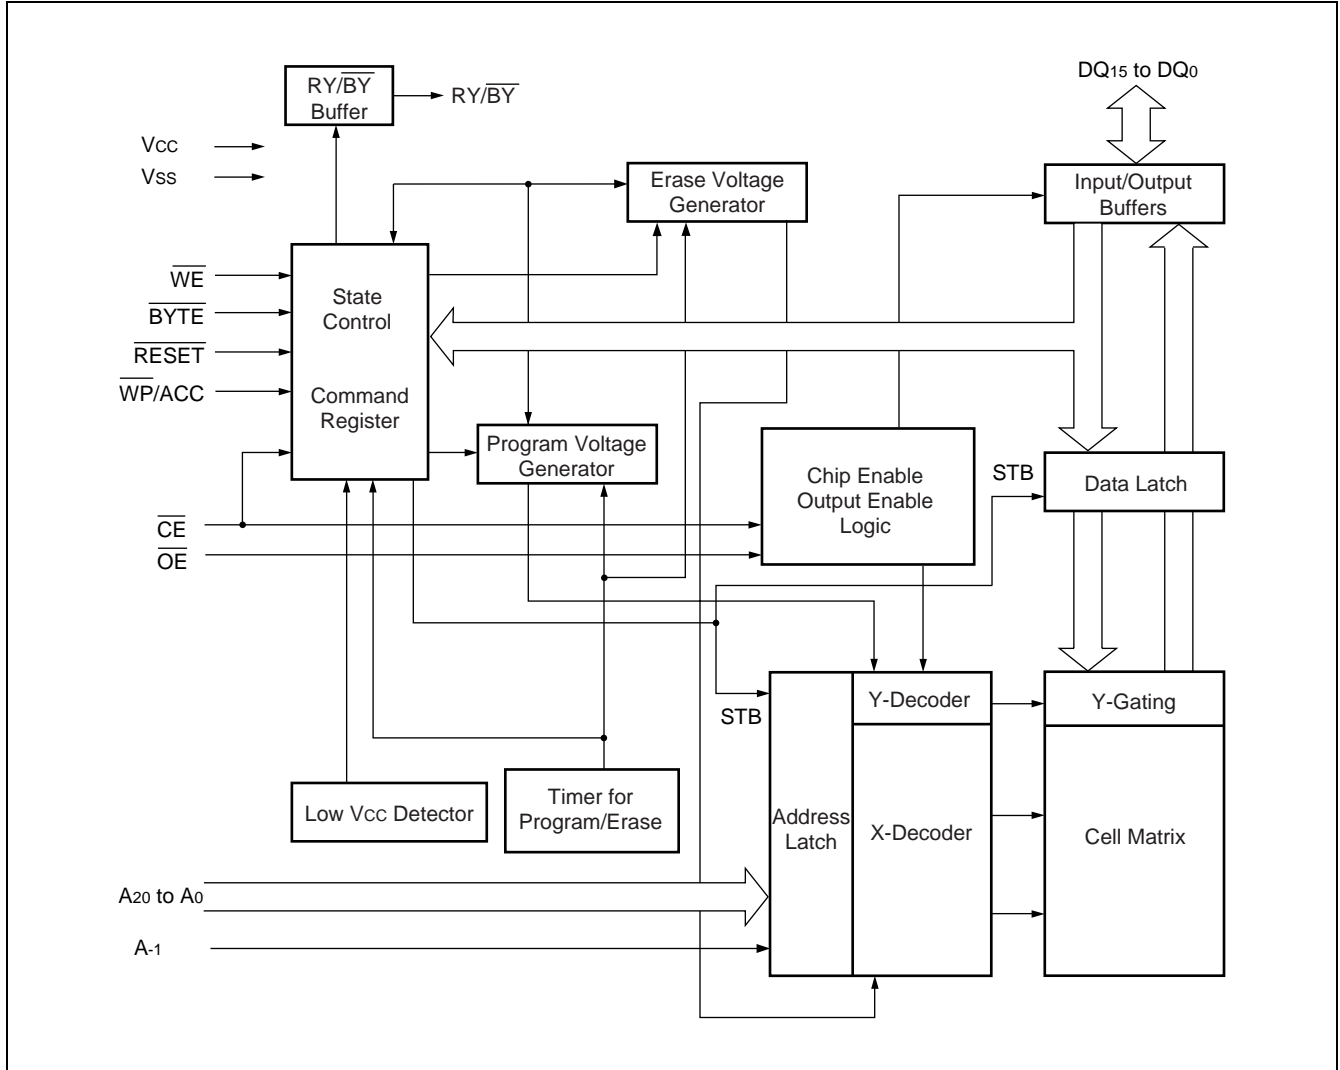 RY/BY
Buffer
RY/BY
DQ15 to DQ0
VCC
VSS
Erase Voltage
Generator
Input/Output
Buffers
WE
BYTE
RESET
WP/ACC
State
Control
Command
Register
Program Voltage
Generator
Chip Enable
Output Enable
Logic
STB
Data Latch
CE
OE
STB
Y-Decoder
Y-Gating
Low VCC Detector
Timer for
Program/Erase
Address
Latch
X-Decoder
Cell Matrix
A20 to A0
A-1